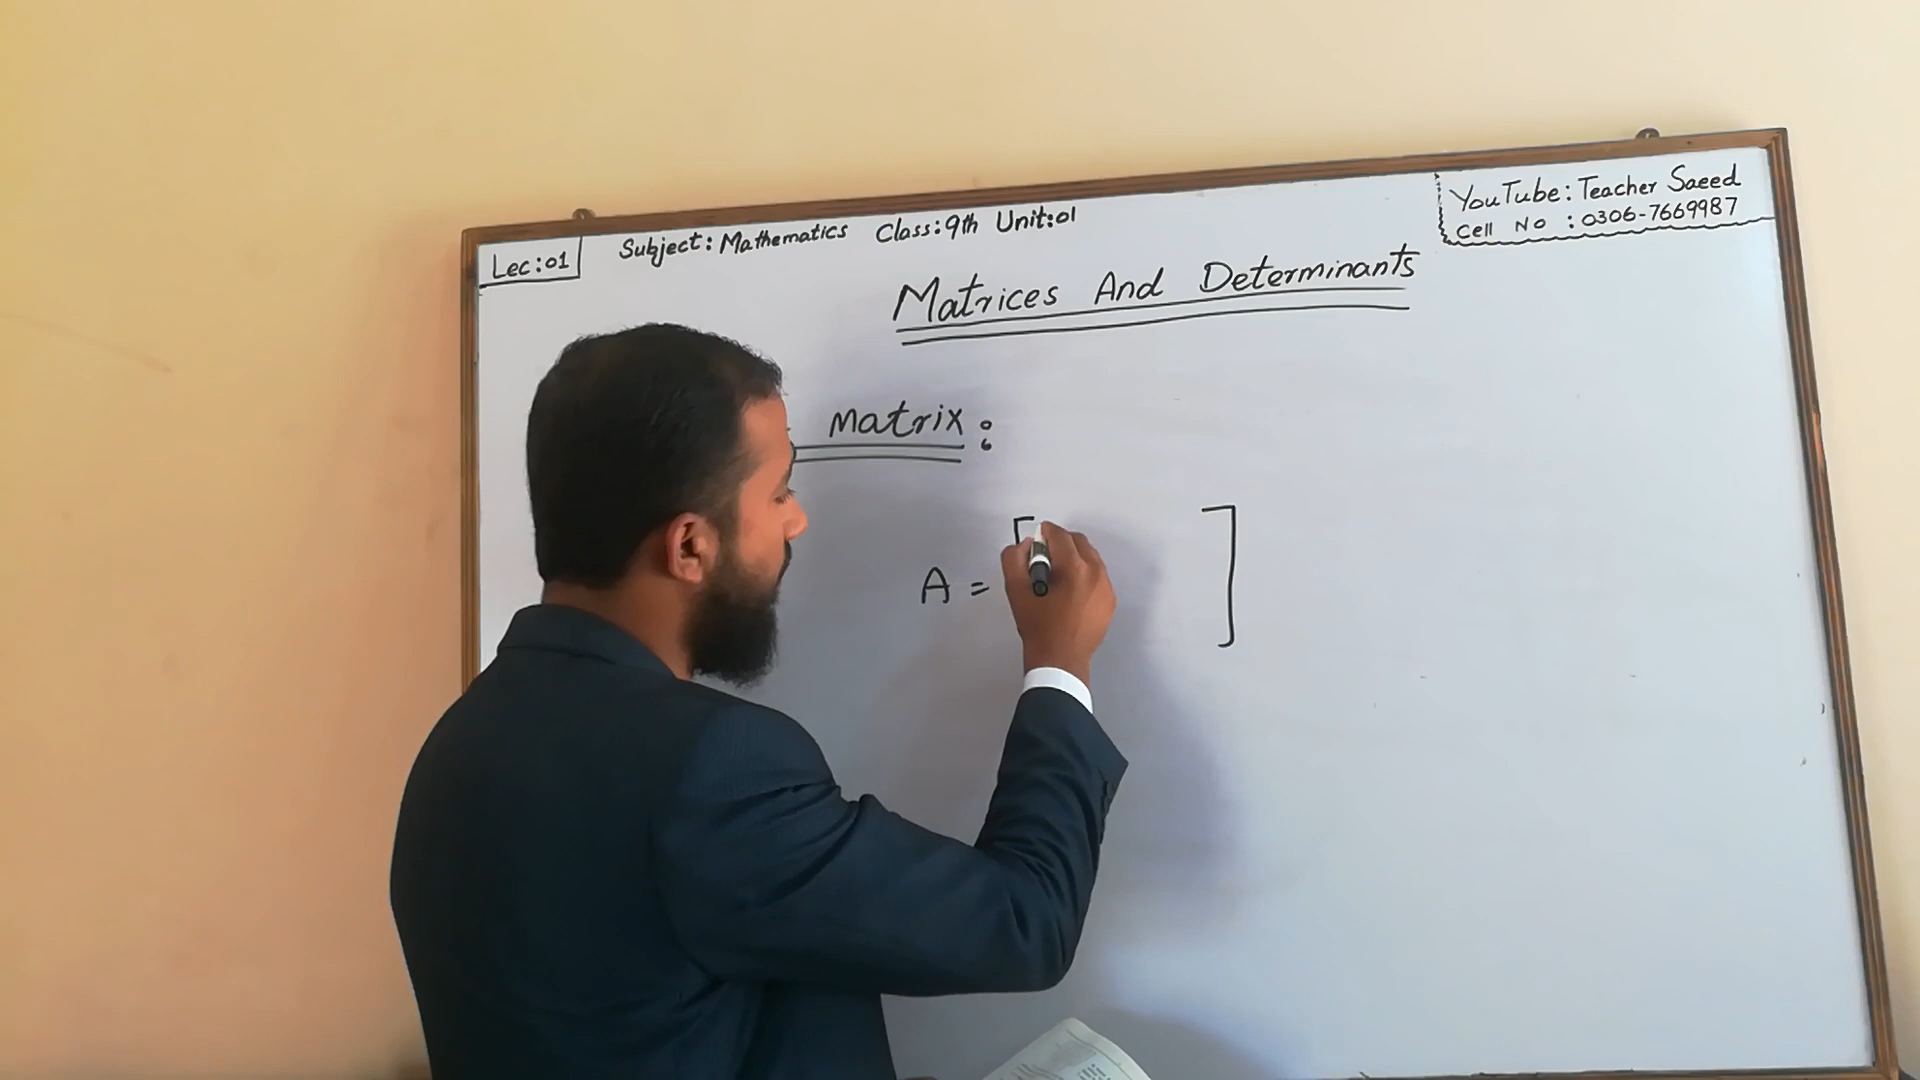 Lec:01
Subject: Mathematics Class:9th Unit:01
YouTube: Teacher Saeed
Cell No : 0306-7669987
Matrices And Determinants
Matrix :
A = [ ]